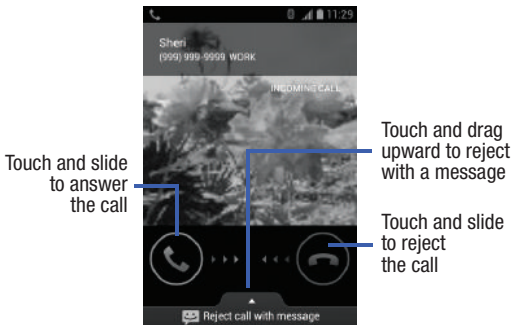 11:29
Sheri
(999) 999-9999 WORK
INCOMING CALL
Touch and slide
to answer
the call
Touch and drag
upward to reject
with a message
Touch and slide
to reject
the call
Reject call with message